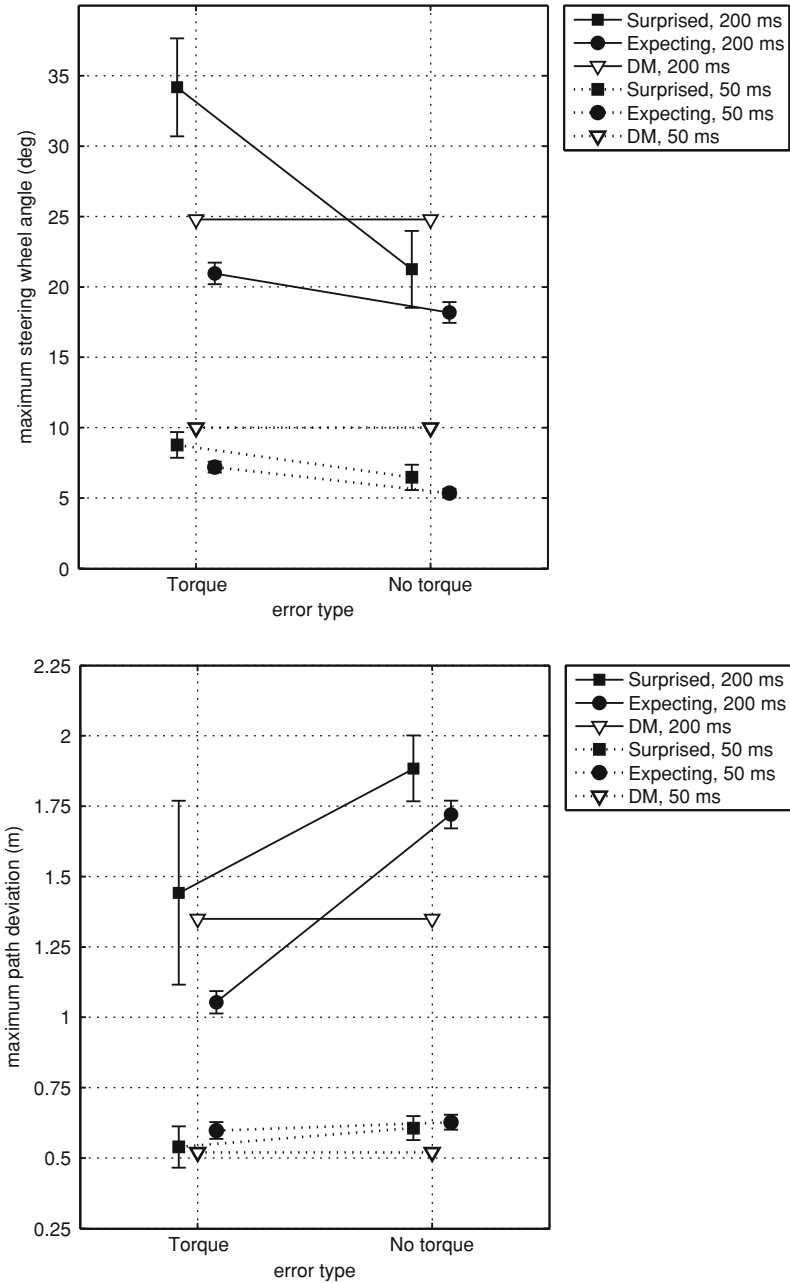 Surprised, 200 ms
Expecting, 200 ms
DM, 200 ms
Surprised, 50 ms
Expecting, 50 ms
DM, 50 ms
35
30
25
20
15
10
5
0
maximum steering wheel angle (deg)
Torque
No torque
error type
Surprised, 200 ms
Expecting, 200 ms
DM, 200 ms
Surprised, 50 ms
Expecting, 50 ms
DM, 50 ms
2.25
2
1.75
1.5
1.25
1
0.75
0.5
0.25
maximum path deviation (m)
Torque
No torque
error type